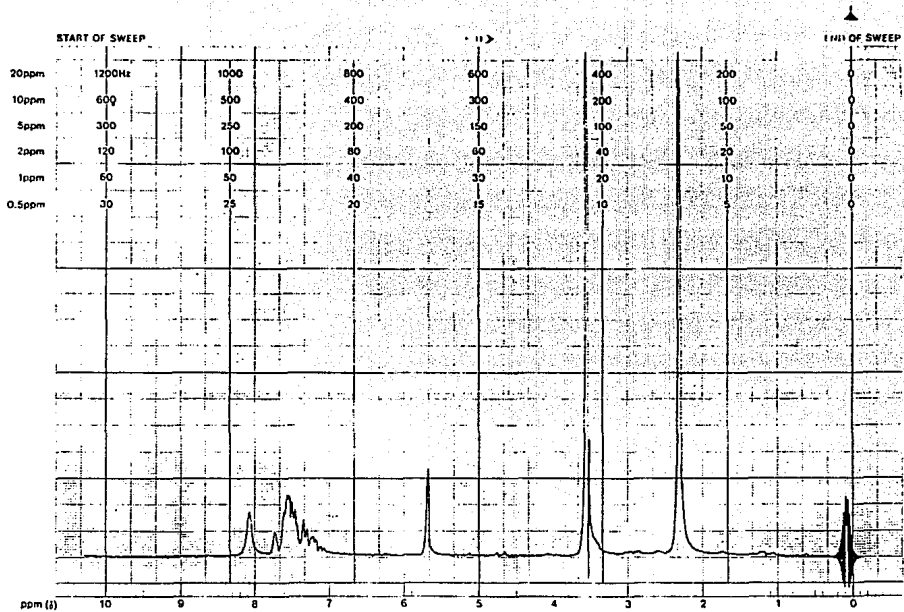 START OF SWEEP END OF SWEEP
20ppm 1200Hz 1000 800 600 400 200 0
10ppm 600 500 400 300 200 100 0
5ppm 300 250 200 150 100 50 0
2ppm 120 100 80 60 40 20 0
1ppm 60 50 40 30 20 10 0
0.5ppm 30 25 20 15 10 5 0
ppm (δ) 10 9 8 7 6 5 4 3 2 1 0